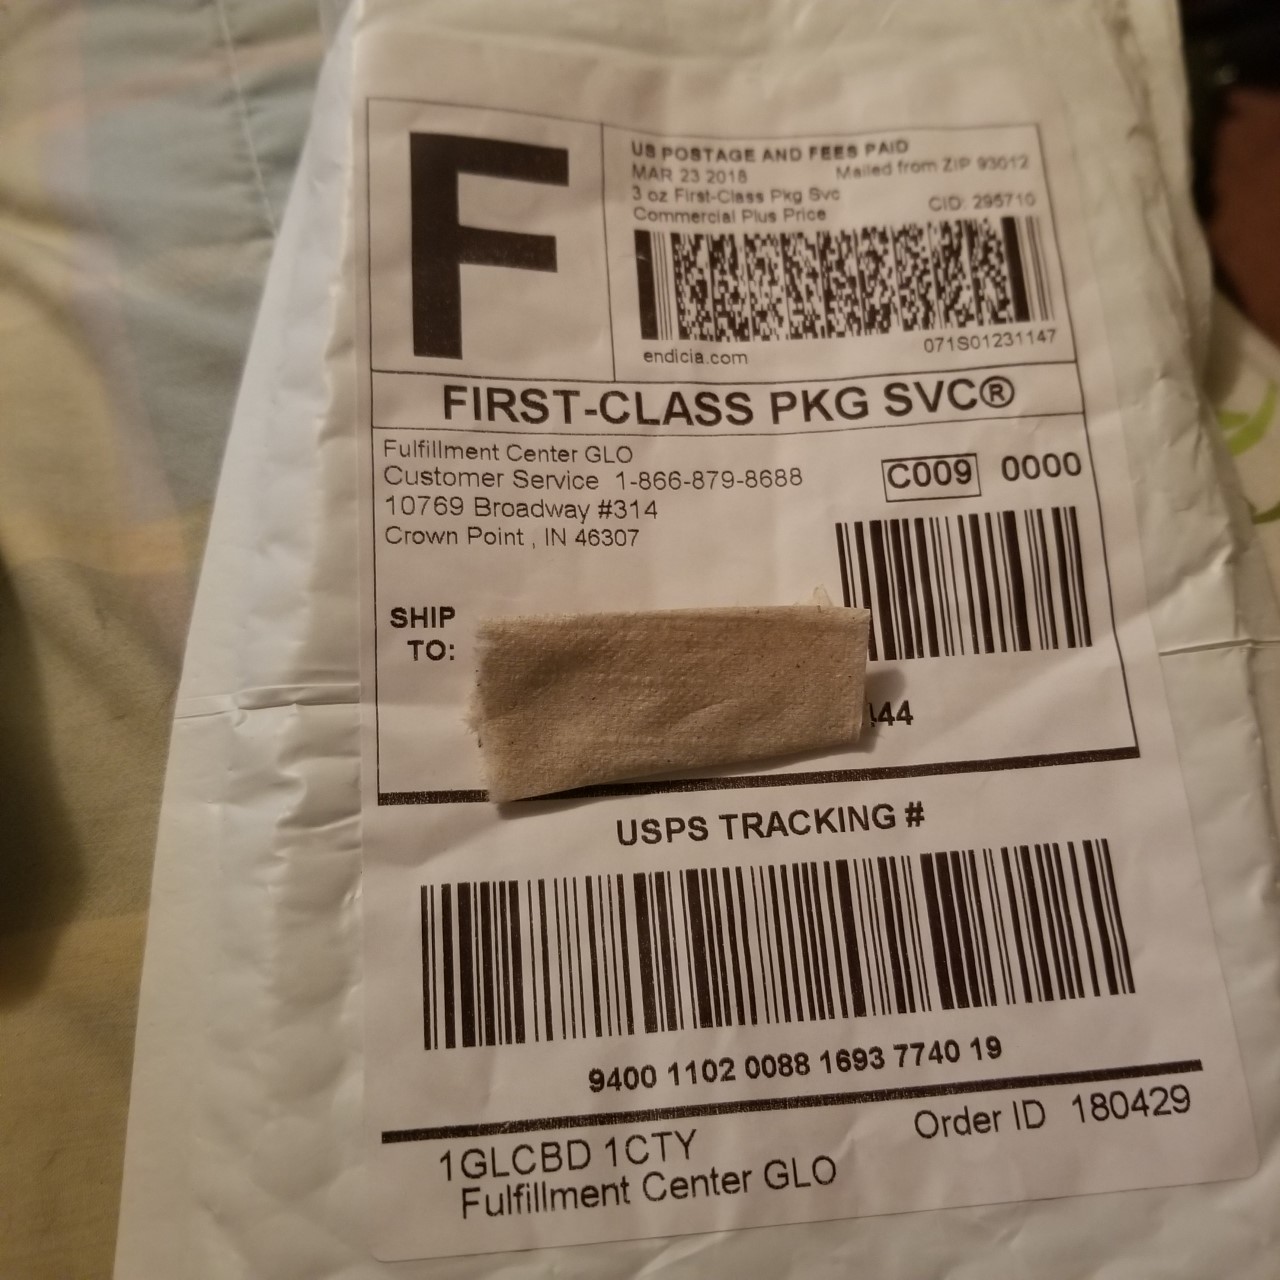 F
US POSTAGE AND FEES PAID
MAR 23 2018 Mailed from ZIP 93012
3 oz First-Class Pkg Svc
Commercial Plus Price CID: 295710
endicia.com 071S01231147
FIRST-CLASS PKG SVC®
Fulfillment Center GLO
Customer Service 1-866-879-8688
10769 Broadway #314
Crown Point , IN 46307
C009 0000
SHIP
TO:
44
USPS TRACKING #
9400 1102 0088 1693 7740 19
Order ID 180429
1GLCBD 1CTY
Fulfillment Center GLO